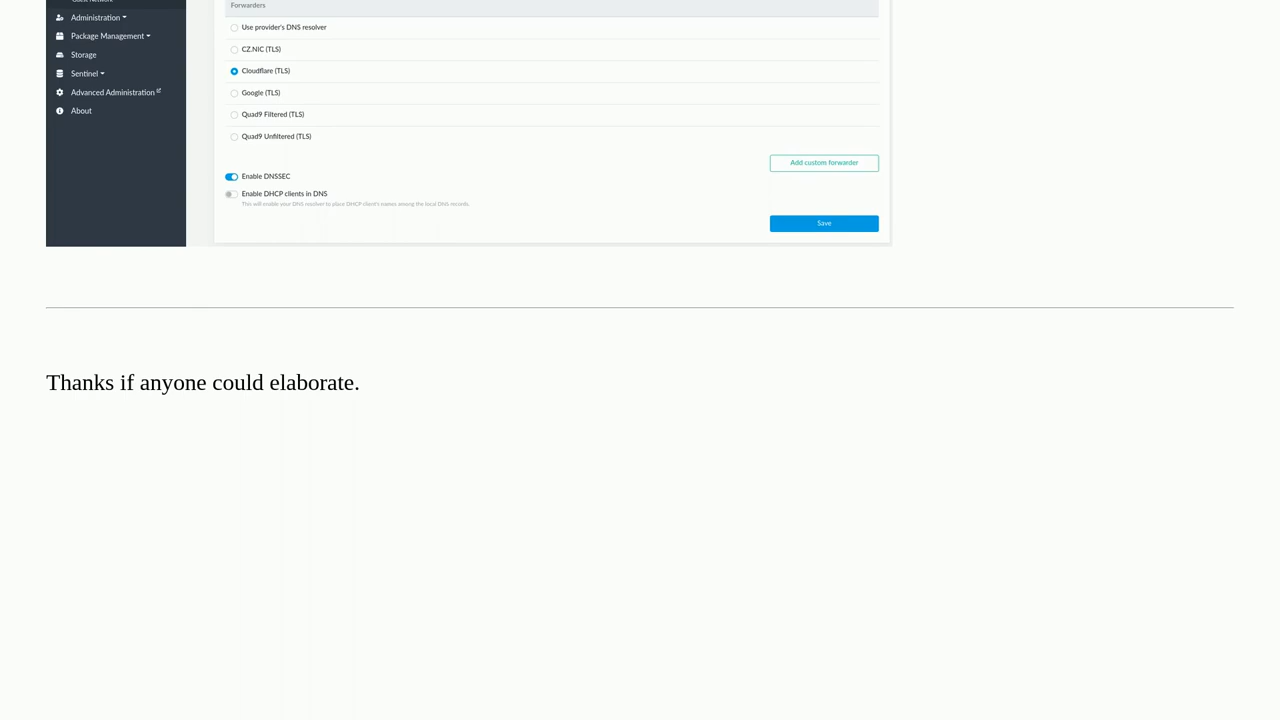 Administration
Package Management
Storage
Sentinel
Advanced Administration
About
Forwarders
Use provider's DNS resolver
CZ.NIC (TLS)
Cloudflare (TLS)
Google (TLS)
Quad9 Filtered (TLS)
Quad9 Unfiltered (TLS)
Add custom forwarder
Enable DNSSEC
Enable DHCP clients in DNS
This will enable your DNS resolver to place DHCP client's names among the local DNS records.
Save
Thanks if anyone could elaborate.